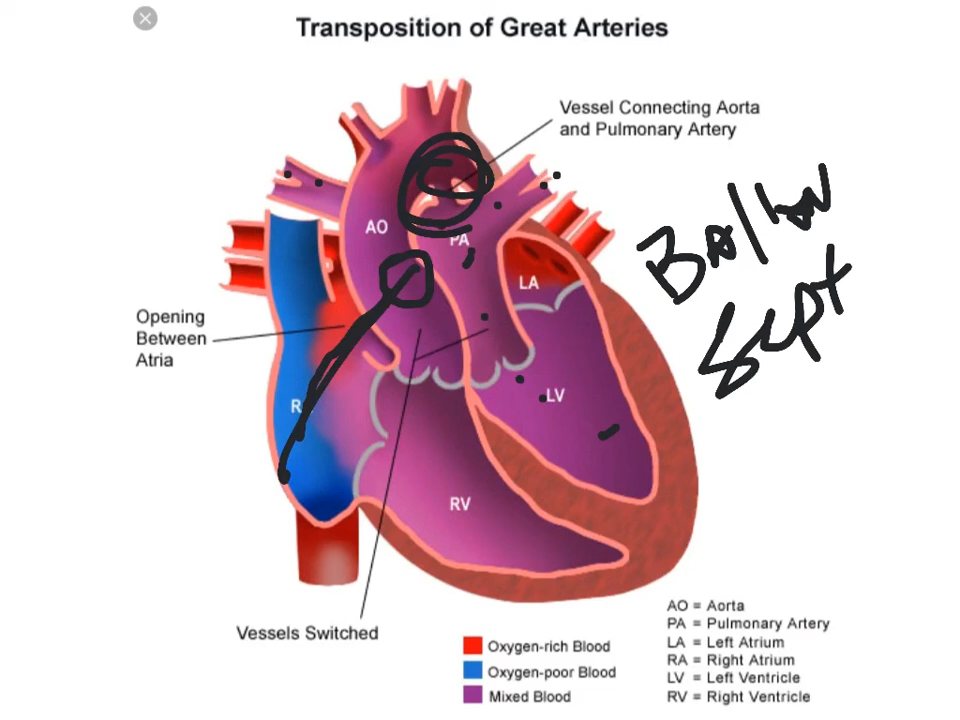 Transposition of Great Arteries
Vessel Connecting Aorta
and Pulmonary Artery
AO
PA
LA
Opening
Between
Atria
R
LV
RV
Vessels Switched
Oxygen-rich Blood
Oxygen-poor Blood
Mixed Blood
AO = Aorta
PA = Pulmonary Artery
LA = Left Atrium
RA = Right Atrium
LV = Left Ventricle
RV = Right Ventricle
Sept